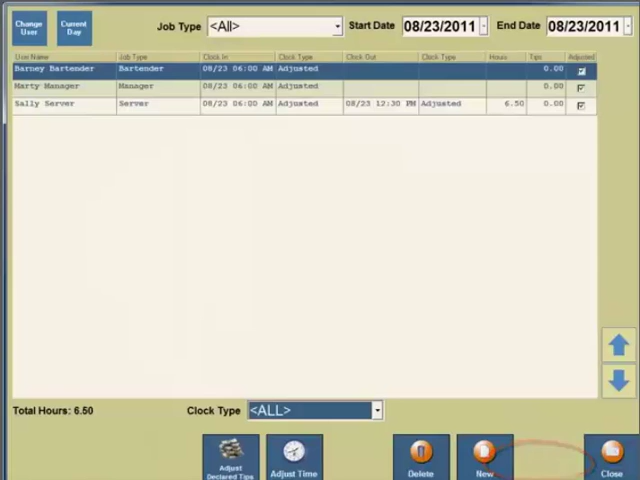 Change User
Current Day
Job Type <All> Start Date 08/23/2011 End Date 08/23/2011
User Name Job Type Clock In Clock Type Clock Out Clock Type Hours Tips Adjusted
Barney Bartender Bartender 08/23 06:00 AM Adjusted 0.00
Marty Manager Manager 08/23 06:00 AM Adjusted 0.00
Sally Server Server 08/23 06:00 AM Adjusted 08/23 12:30 PM Adjusted 6.50 0.00
Total Hours: 6.50 Clock Type <ALL>
Adjust Declared Tips
Adjust Time
Delete
New
Close